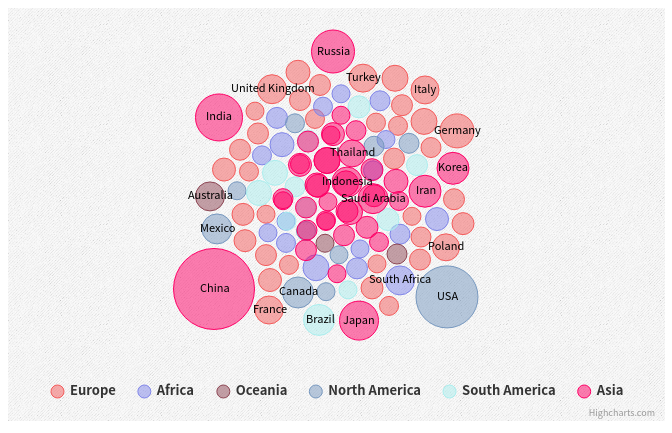 Russia
Turkey
United Kingdom
Italy
India
Germany
Thailand
Korea
Indonesia
Iran
Australia
Saudi Arabia
Mexico
Poland
South Africa
China
Canada
USA
France
Brazil
Japan
Europe
Africa
Oceania
North America
South America
Asia
Highcharts.com